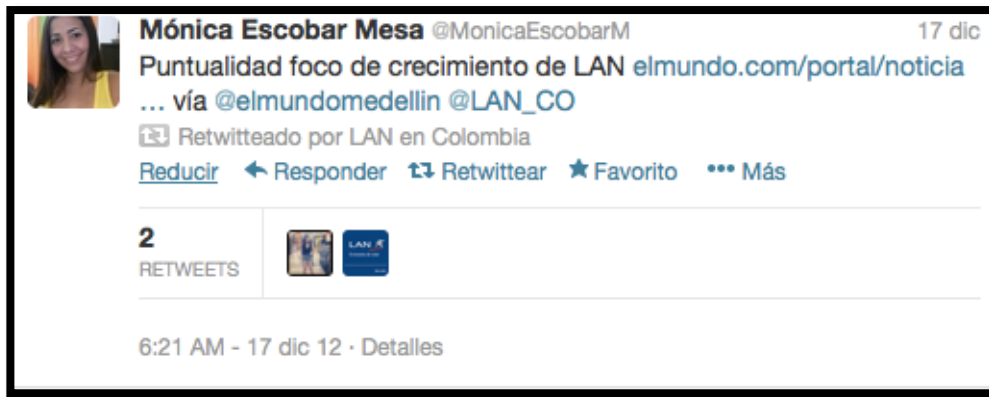 Mónica Escobar Mesa @MonicaEscobarM 17 dic
Puntualidad foco de crecimiento de LAN elmundo.com/portal/noticia
… vía @elmundomedellin @LAN_CO
Retwitteado por LAN en Colombia
Reducir Responder Retwittear Favorito ••• Más
2
RETWEETS
LAN
6:21 AM - 17 dic 12 · Detalles